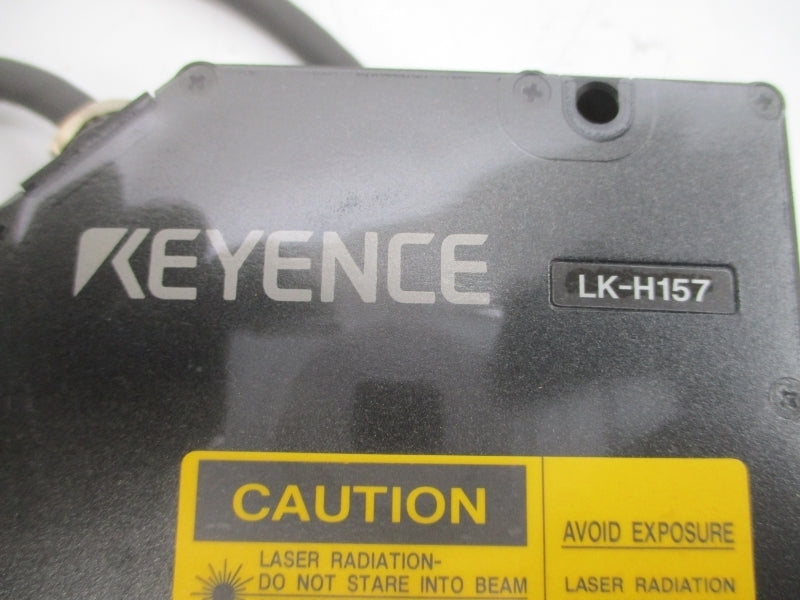 KEYENCE
LK-H157
CAUTION
LASER RADIATION-
DO NOT STARE INTO BEAM
AVOID EXPOSURE
LASER RADIATION